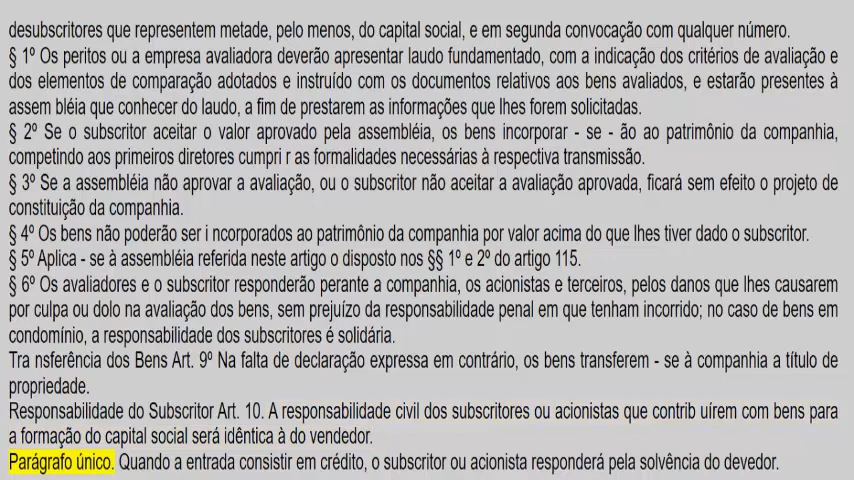 desubscritores que representem metade, pelo menos, do capital social, e em segunda convocação com qualquer número.
§ 1º Os peritos ou a empresa avaliadora deverão apresentar laudo fundamentado, com a indicação dos critérios de avaliação e
dos elementos de comparação adotados e instruído com os documentos relativos aos bens avaliados, e estarão presentes à
assem bléia que conhecer do laudo, a fim de prestarem as informações que lhes forem solicitadas.
§ 2º Se o subscritor aceitar o valor aprovado pela assembléia, os bens incorporar - se - ão ao patrimônio da companhia,
competindo aos primeiros diretores cumpri r as formalidades necessárias à respectiva transmissão.
§ 3º Se a assembléia não aprovar a avaliação, ou o subscritor não aceitar a avaliação aprovada, ficará sem efeito o projeto de
constituição da companhia.
§ 4º Os bens não poderão ser i ncorporados ao patrimônio da companhia por valor acima do que lhes tiver dado o subscritor.
§ 5º Aplica - se à assembléia referida neste artigo o disposto nos §§ 1º e 2º do artigo 115.
§ 6º Os avaliadores e o subscritor responderão perante a companhia, os acionistas e terceiros, pelos danos que lhes causarem
por culpa ou dolo na avaliação dos bens, sem prejuízo da responsabilidade penal em que tenham incorrido; no caso de bens em
condomínio, a responsabilidade dos subscritores é solidária.
Tra nsferência dos Bens Art. 9º Na falta de declaração expressa em contrário, os bens transferem - se à companhia a título de
propriedade.
Responsabilidade do Subscritor Art. 10. A responsabilidade civil dos subscritores ou acionistas que contrib uírem com bens para
a formação do capital social será idêntica à do vendedor.
Parágrafo único. Quando a entrada consistir em crédito, o subscritor ou acionista responderá pela solvência do devedor.